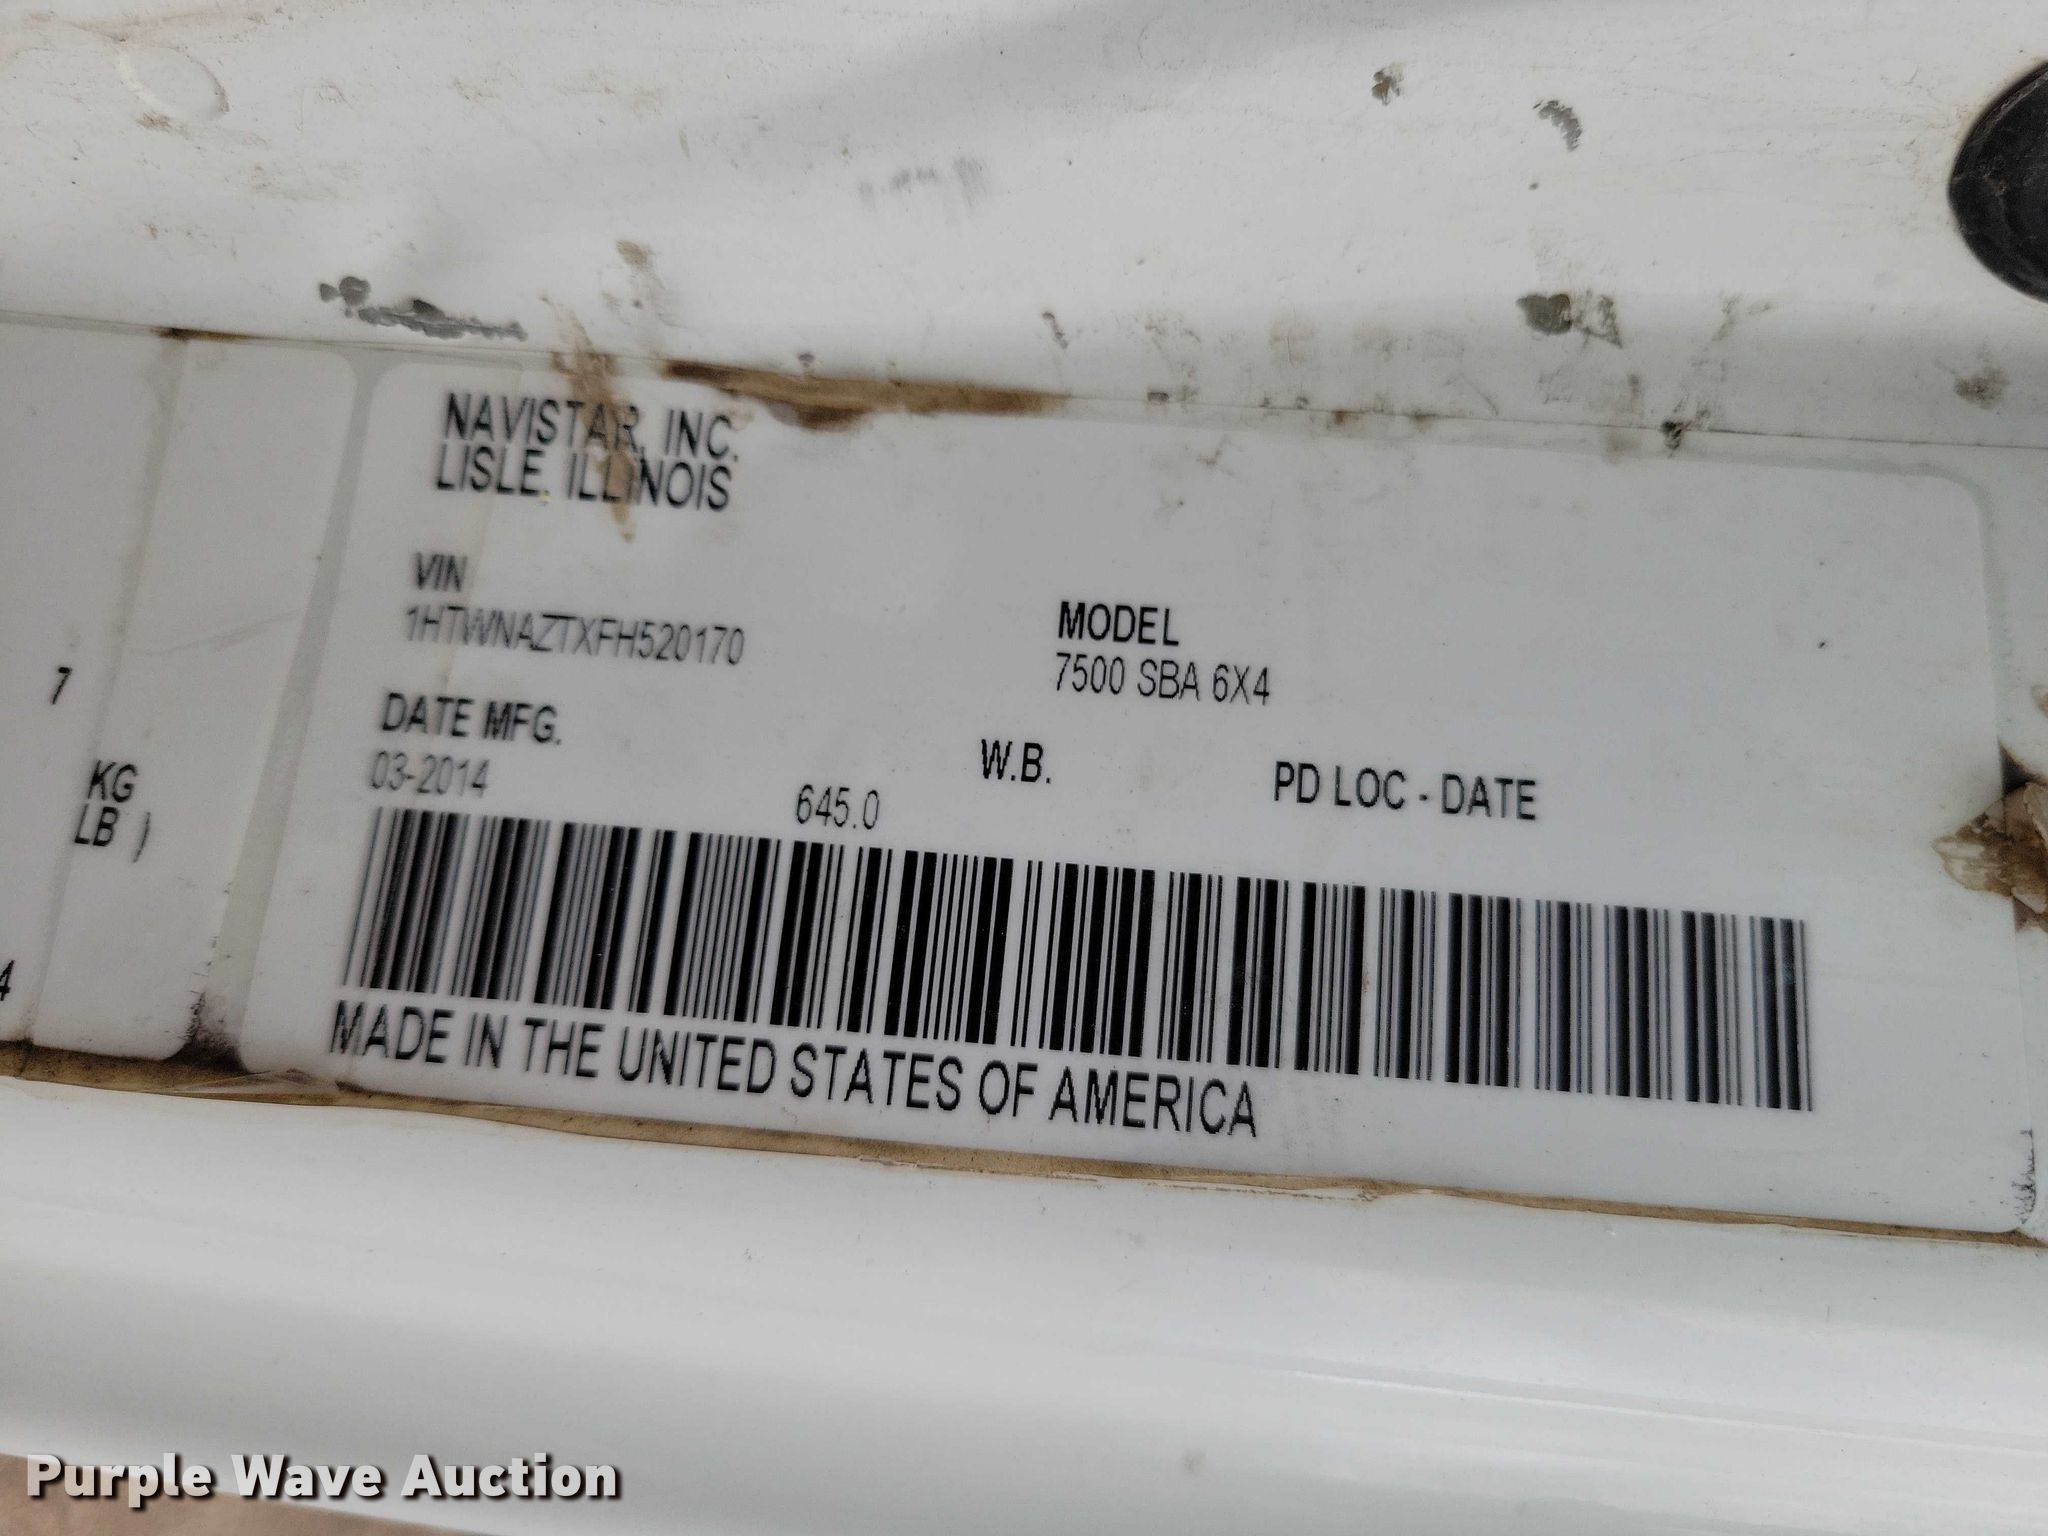 NAVISTAR, INC.
LISLE, ILLINOIS
VIN
1HTWNAZTXFH520170
MODEL
7500 SBA 6X4
DATE MFG.
03-2014
W.B.
645.0
PD LOC - DATE
MADE IN THE UNITED STATES OF AMERICA
7
KG
LB )
4
Purple Wave Auction